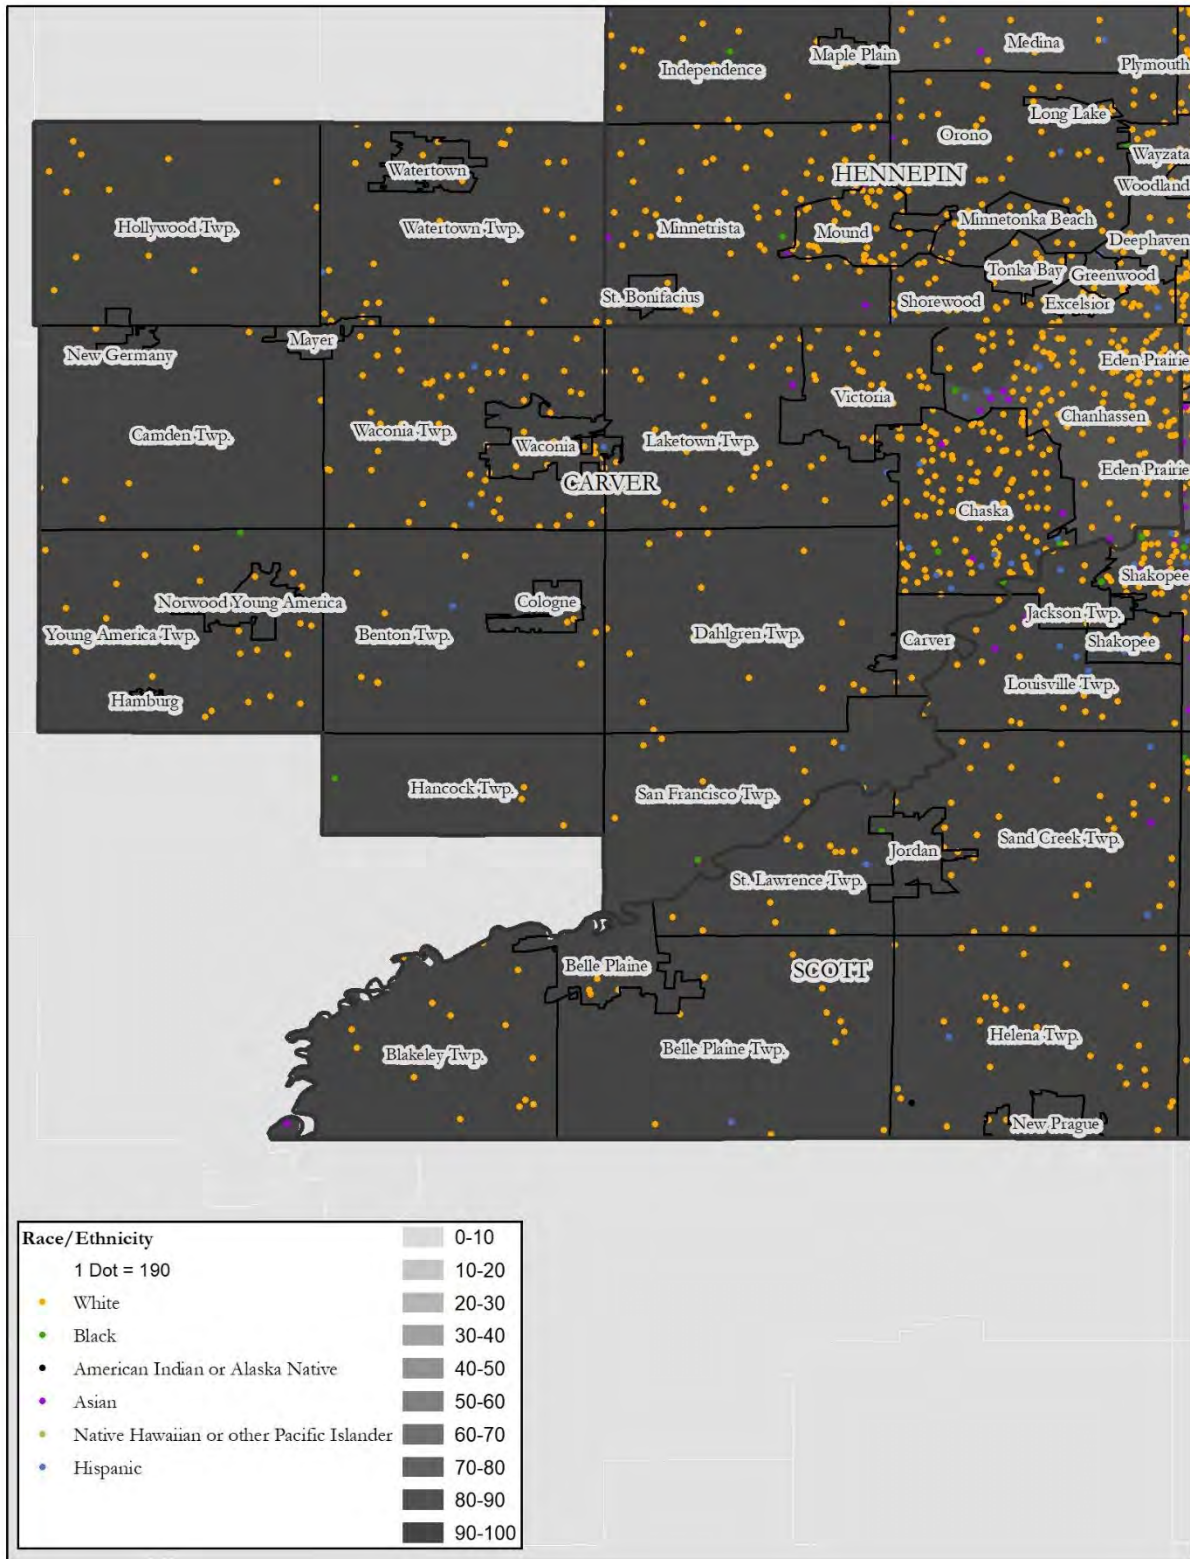 Maple Plain
Medina
Independence
Plymouth
Long Lake
Orono
Wayzata
Watertown
HENNEPIN
Woodland
Hollywood Twp.
Watertown Twp.
Minnetrista
Mound
Minnetonka Beach
Deephaven
Tonka Bay
Greenwood
St. Bonifacius
Shorewood
Excelsior
New Germany
Mayer
Eden Prairie
Victoria
Chanhassen
Camden Twp.
Waconia Twp.
Waconia
Laketown Twp.
Eden Prairie
CARVER
Chaska
Shakopee
Norwood Young America
Cologne
Jackson Twp.
Young America Twp.
Benton Twp.
Dahlgren Twp.
Carver
Shakopee
Hamburg
Louisville Twp.
Hancock Twp.
San Francisco Twp.
Sand Creek Twp.
Jordan
St. Lawrence Twp.
Belle Plaine
SCOTT
Blakeley Twp.
Belle Plaine Twp.
Helena Twp.
New Prague
Race/Ethnicity
1 Dot = 190
White
Black
American Indian or Alaska Native
Asian
Native Hawaiian or other Pacific Islander
Hispanic
0-10
10-20
20-30
30-40
40-50
50-60
60-70
70-80
80-90
90-100